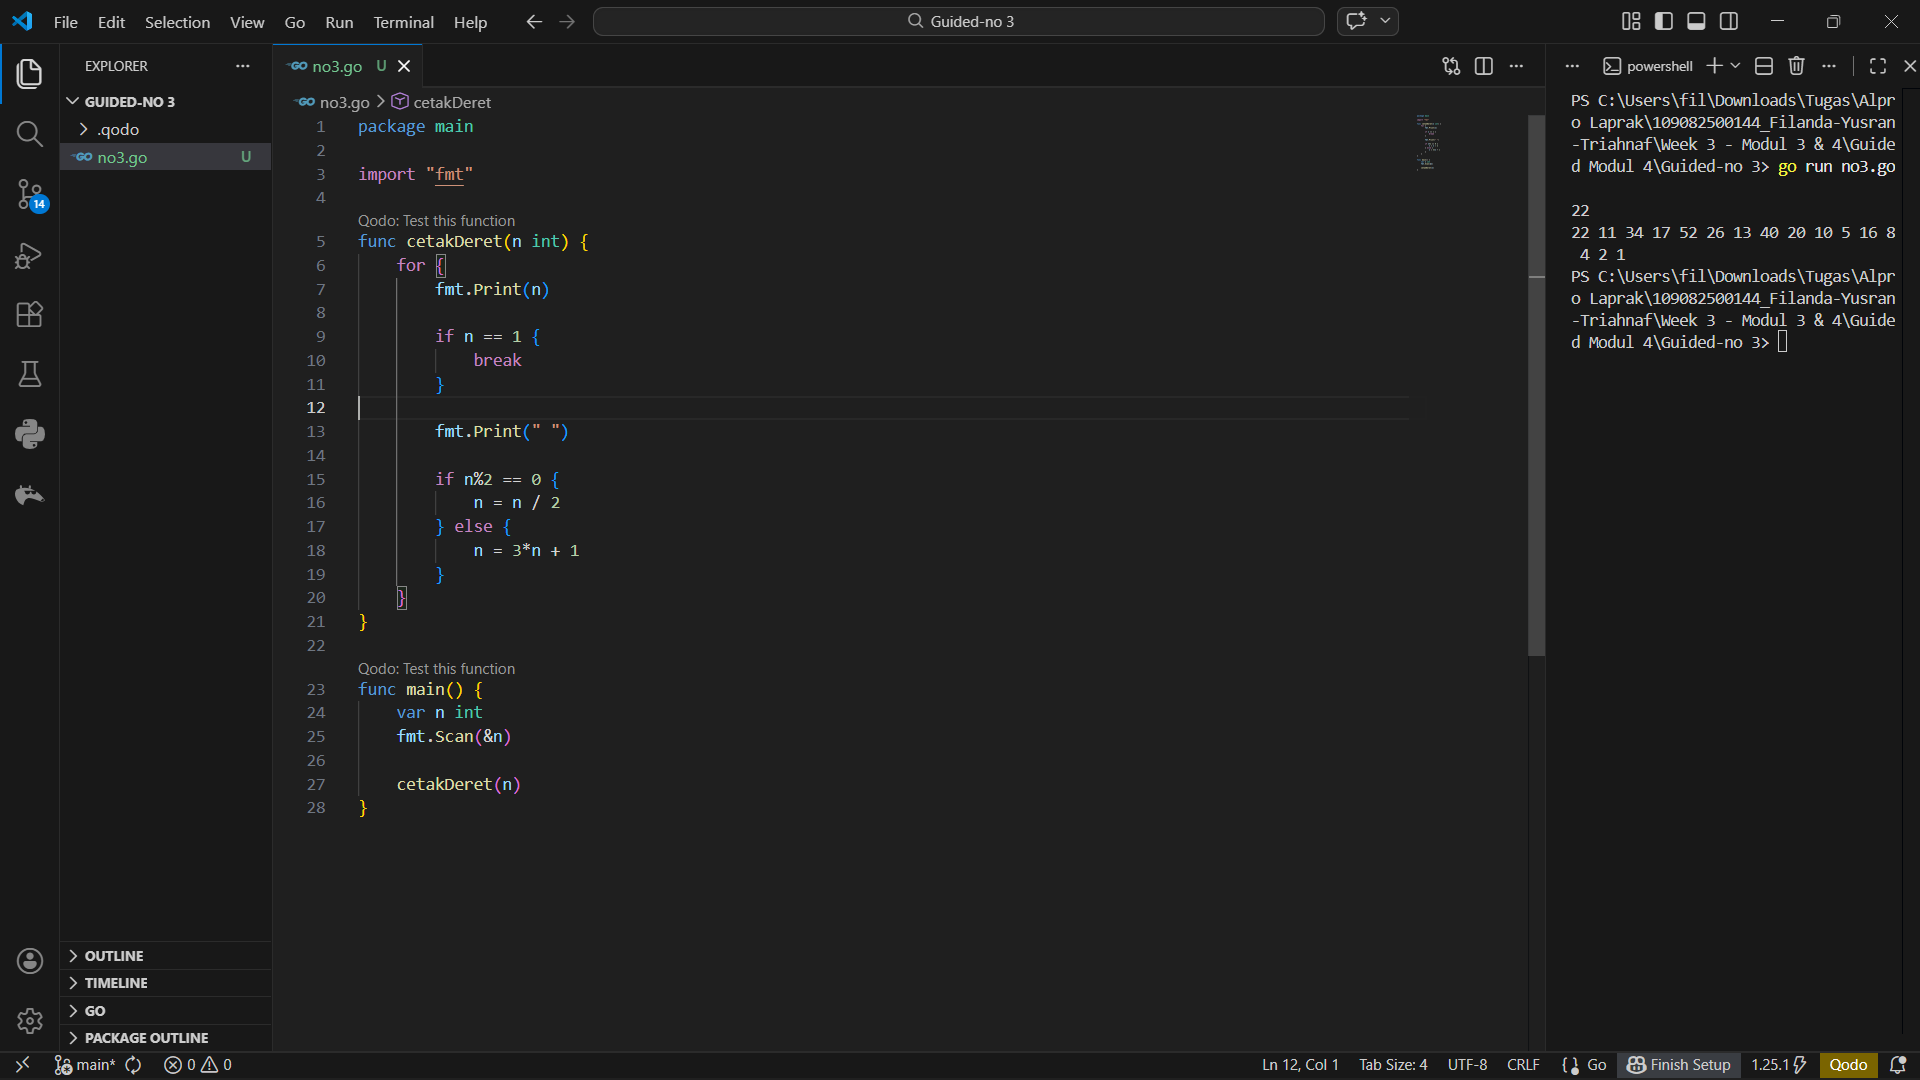 File Edit Selection View Go Run Terminal Help
Guided-no 3
EXPLORER
GUIDED-NO 3
.qodo
no3.go U
OUTLINE
TIMELINE
GO
PACKAGE OUTLINE
no3.go U
no3.go > cetakDeret
1 package main
2
3 import "fmt"
4
Qodo: Test this function
5 func cetakDeret(n int) {
6 for {
7 fmt.Print(n)
8
9 if n == 1 {
10 break
11 }
12
13 fmt.Print(" ")
14
15 if n%2 == 0 {
16 n = n / 2
17 } else {
18 n = 3*n + 1
19 }
20 }
21 }
22
Qodo: Test this function
23 func main() {
24 var n int
25 fmt.Scan(&n)
26
27 cetakDeret(n)
28 }
powershell
PS C:\Users\fil\Downloads\Tugas\Alpr
o Laprak\109082500144_Filanda-Yusran
-Triahnaf\Week 3 - Modul 3 & 4\Guide
d Modul 4\Guided-no 3> go run no3.go
22
22 11 34 17 52 26 13 40 20 10 5 16 8
4 2 1
PS C:\Users\fil\Downloads\Tugas\Alpr
o Laprak\109082500144_Filanda-Yusran
-Triahnaf\Week 3 - Modul 3 & 4\Guide
d Modul 4\Guided-no 3>
14
main* 0 0 Ln 12, Col 1 Tab Size: 4 UTF-8 CRLF Go Finish Setup 1.25.1 Qodo